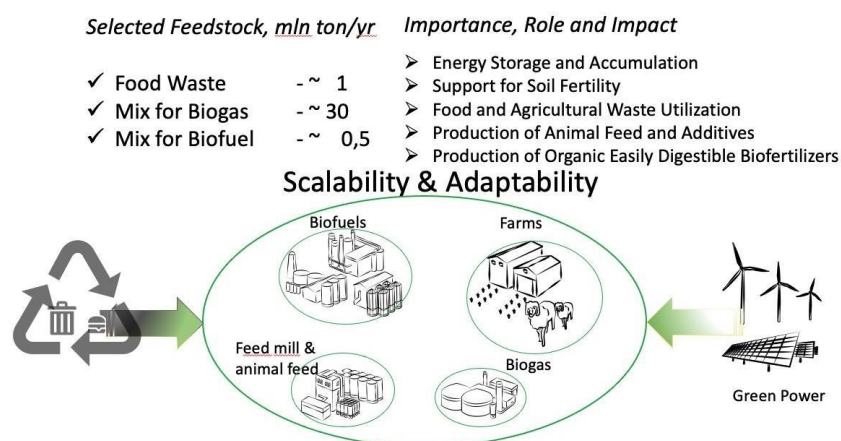 Selected Feedstock, mln ton/yr
✓ Food Waste - ~ 1
✓ Mix for Biogas - ~ 30
✓ Mix for Biofuel - ~ 0,5
Importance, Role and Impact
➢ Energy Storage and Accumulation
➢ Support for Soil Fertility
➢ Food and Agricultural Waste Utilization
➢ Production of Animal Feed and Additives
➢ Production of Organic Easily Digestible Biofertilizers
Scalability & Adaptability
Biofuels
Farms
Feed mill &
animal feed
Biogas
Green Power